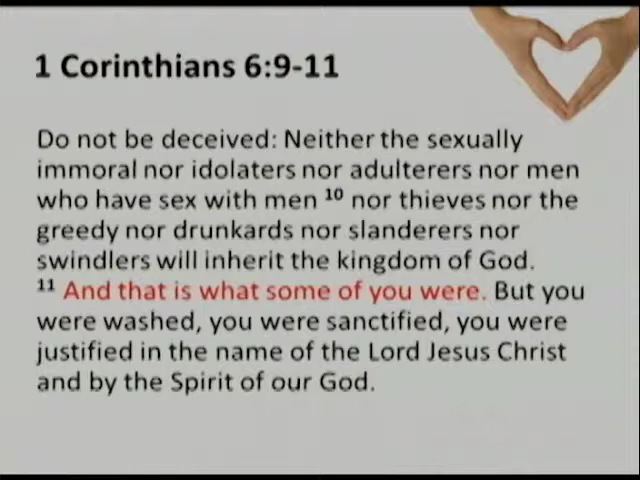 1 Corinthians 6:9-11
Do not be deceived: Neither the sexually
immoral nor idolaters nor adulterers nor men
who have sex with men 10 nor thieves nor the
greedy nor drunkards nor slanderers nor
swindlers will inherit the kingdom of God.
11 And that is what some of you were. But you
were washed, you were sanctified, you were
justified in the name of the Lord Jesus Christ
and by the Spirit of our God.